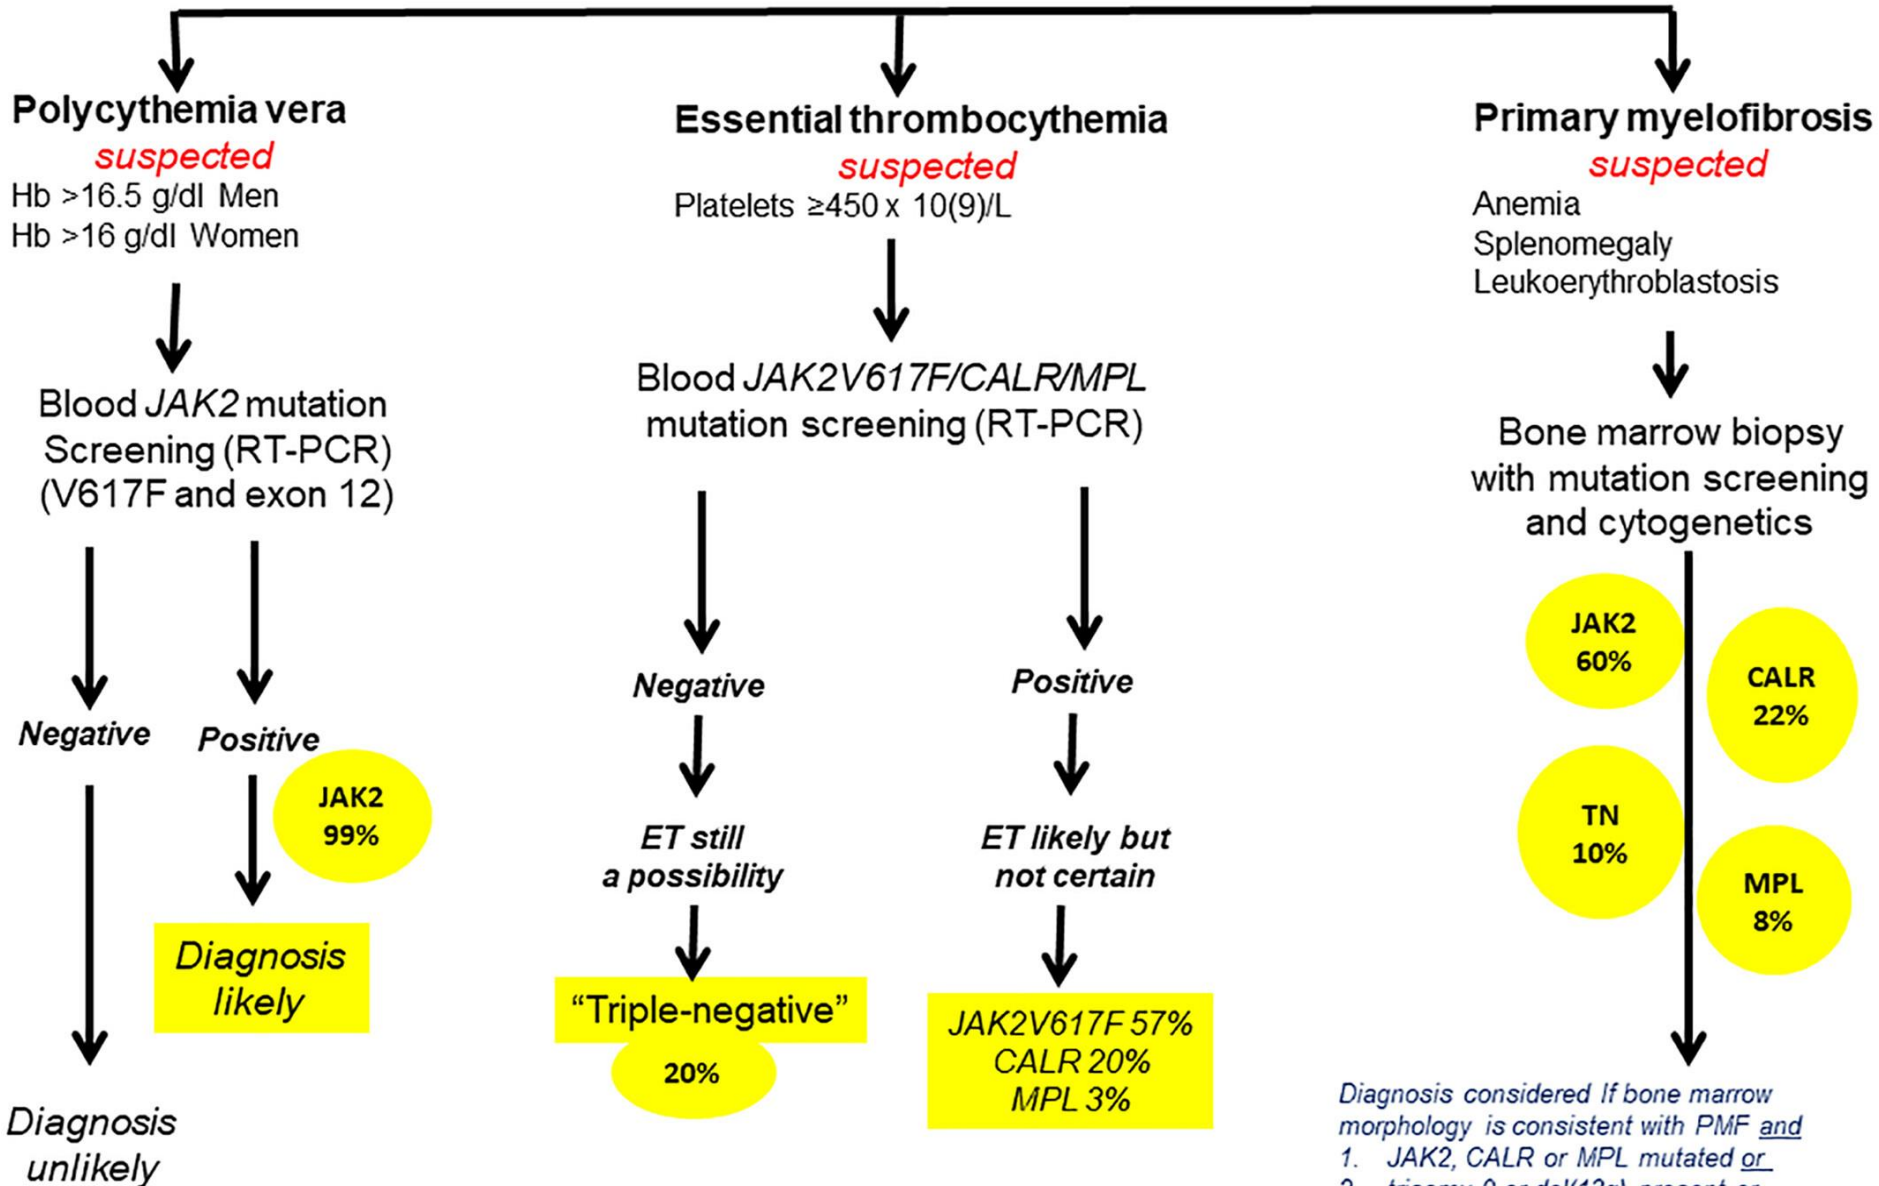 Polycythemia vera
suspected
Hb >16.5 g/dl Men
Hb >16 g/dl Women
Blood JAK2 mutation
Screening (RT-PCR)
(V617F and exon 12)
Negative
Positive
JAK2
99%
Diagnosis
likely
Diagnosis
unlikely
Essential thrombocythemia
suspected
Platelets ≥450 x 10(9)/L
Blood JAK2V617F/CALR/MPL
mutation screening (RT-PCR)
Negative
Positive
ET still
a possibility
ET likely but
not certain
“Triple-negative”
20%
JAK2V617F 57%
CALR 20%
MPL 3%
Primary myelofibrosis
suspected
Anemia
Splenomegaly
Leukoerythroblastosis
Bone marrow biopsy
with mutation screening
and cytogenetics
JAK2
60%
CALR
22%
TN
10%
MPL
8%
Diagnosis considered If bone marrow
morphology is consistent with PMF and
1. JAK2, CALR or MPL mutated or